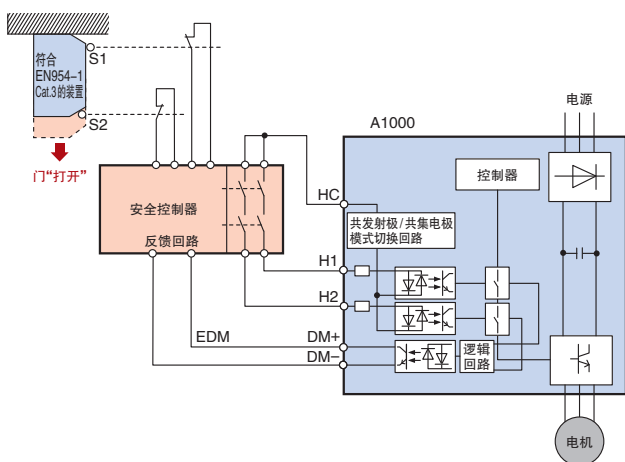 符合
EN954-1
Cat.3的装置
S1
S2
门“打开”
安全控制器
反馈回路
EDM
A1000
电源
控制器
HC
共发射极/共集电极
模式切换回路
H1
H2
DM+
DM-
逻辑
回路
电机